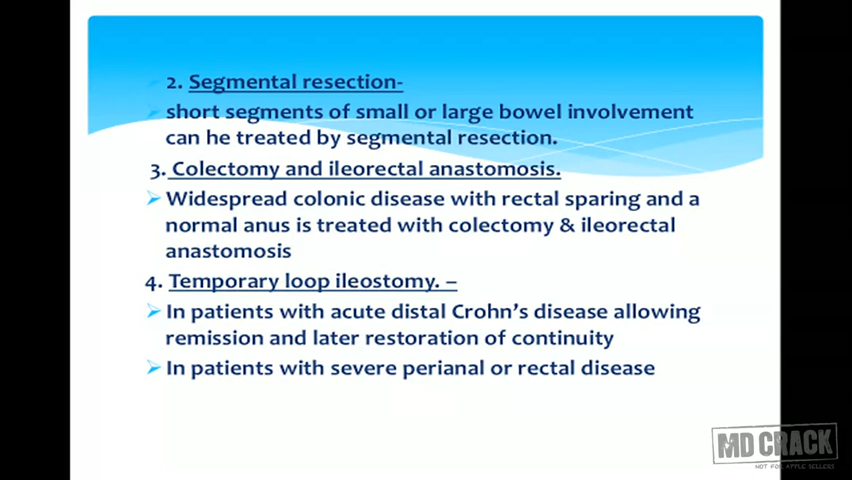 2. Segmental resection-
short segments of small or large bowel involvement
can he treated by segmental resection.
3. Colectomy and ileorectal anastomosis.
Widespread colonic disease with rectal sparing and a
normal anus is treated with colectomy & ileorectal
anastomosis
4. Temporary loop ileostomy. –
In patients with acute distal Crohn's disease allowing
remission and later restoration of continuity
In patients with severe perianal or rectal disease
MD CRACK
NOT FOR APPLE SELLERS